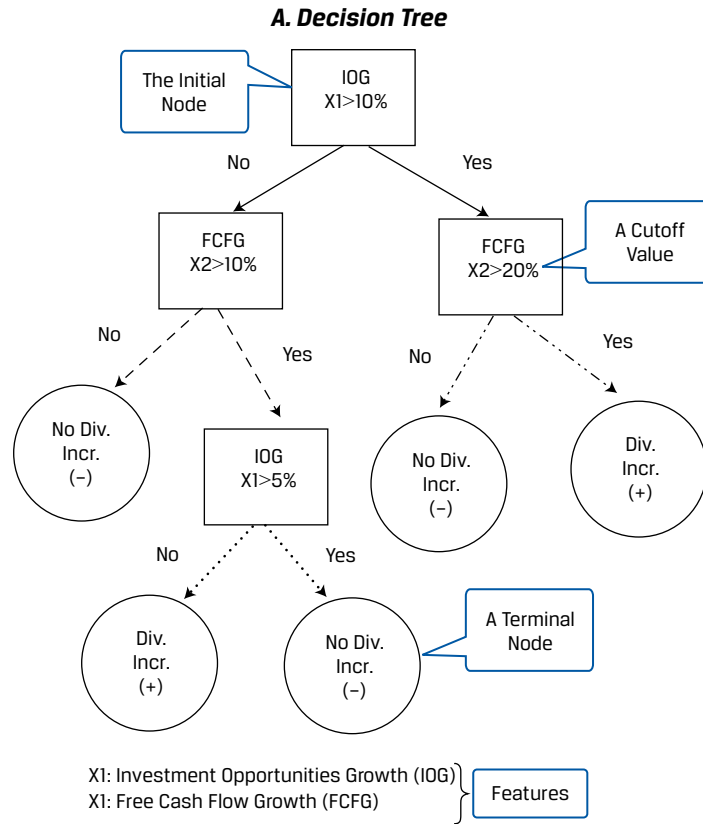 A. Decision Tree
The Initial
Node
IOG
X1>10%
No
Yes
FCFG
X2>10%
FCFG
X2>20%
A Cutoff
Value
No
Yes
No
Yes
No Div.
Incr.
(–)
IOG
X1>5%
No Div.
Incr.
(–)
Div.
Incr.
(+)
No
Yes
Div.
Incr.
(+)
No Div.
Incr.
(–)
A Terminal
Node
X1: Investment Opportunities Growth (IOG)
X1: Free Cash Flow Growth (FCFG)
Features